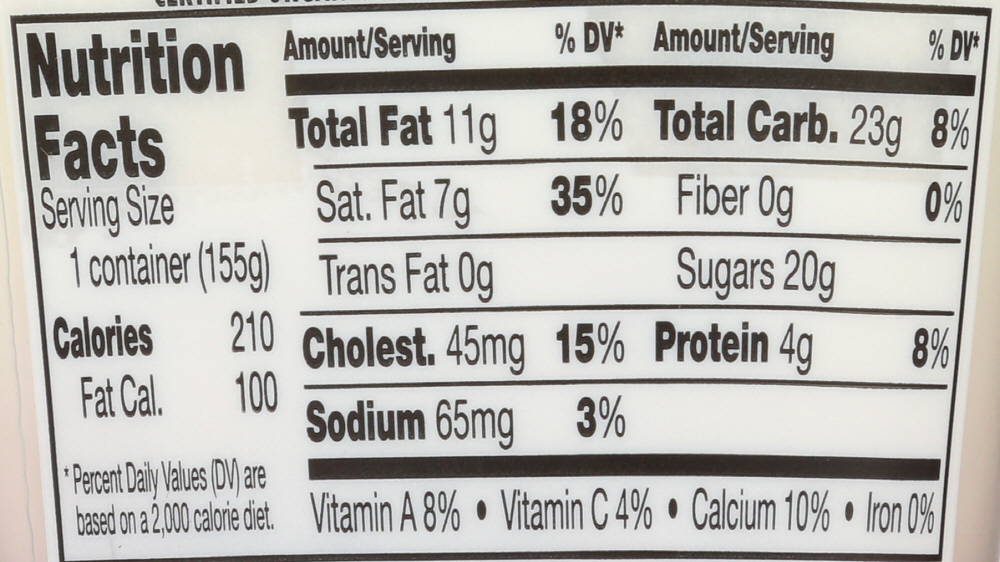 Nutrition
Facts
Serving Size
1 container (155g)
Calories 210
Fat Cal. 100
* Percent Daily Values (DV) are
based on a 2,000 calorie diet.
Amount/Serving % DV* Amount/Serving % DV*
Total Fat 11g 18% Total Carb. 23g 8%
Sat. Fat 7g 35% Fiber 0g 0%
Trans Fat 0g Sugars 20g
Cholest. 45mg 15% Protein 4g 8%
Sodium 65mg 3%
Vitamin A 8% • Vitamin C 4% • Calcium 10% • Iron 0%